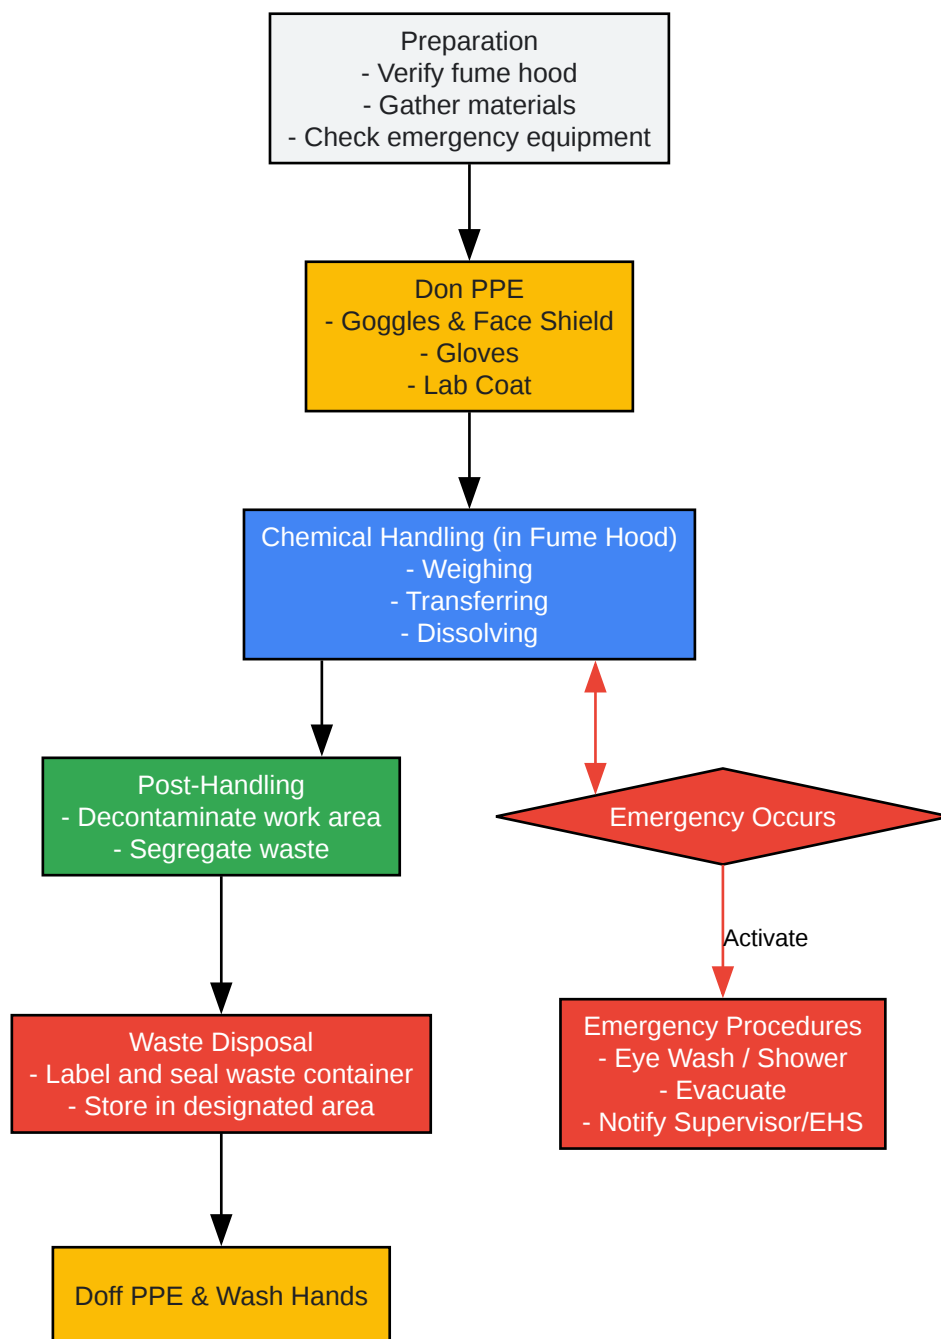 Preparation
- Verify fume hood
- Gather materials
- Check emergency equipment
Don PPE
- Goggles & Face Shield
- Gloves
- Lab Coat
Chemical Handling (in Fume Hood)
- Weighing
- Transferring
- Dissolving
Post-Handling
- Decontaminate work area
- Segregate waste
Emergency Occurs
Activate
Waste Disposal
- Label and seal waste container
- Store in designated area
Emergency Procedures
- Eye Wash / Shower
- Evacuate
- Notify Supervisor/EHS
Doff PPE & Wash Hands